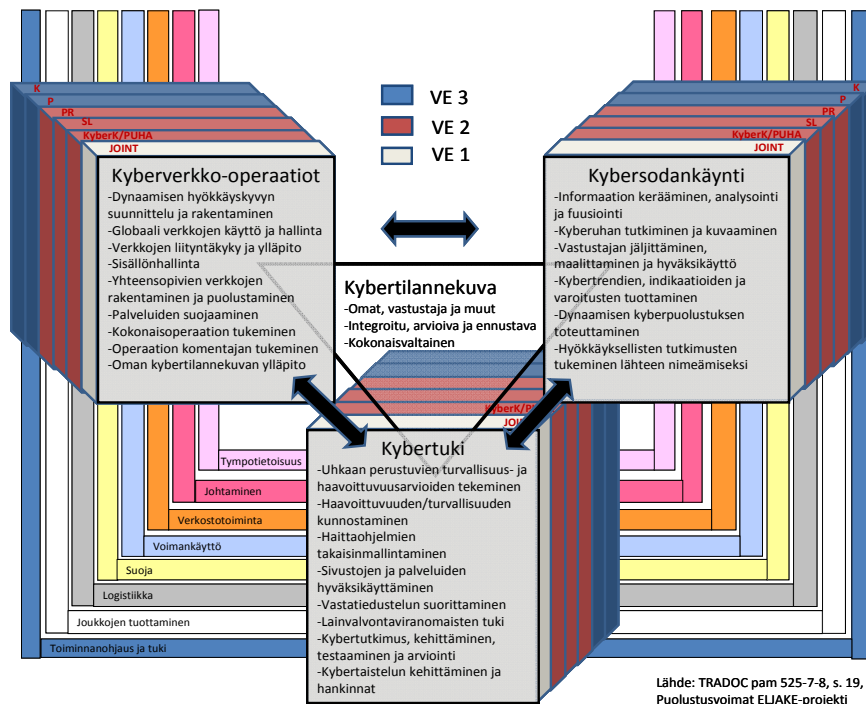 K
P
PR
SL
KyberK/PUHA
JOINT
Kyberverkko-operaatiot
-Dynaamisen hyökkäyskyvyn
suunnittelu ja rakentaminen
-Globaali verkkojen käyttö ja hallinta
-Verkkojen liityntäkyky ja ylläpito
-Sisällönhallinta
-Yhteensopivien verkkojen
rakentaminen ja puolustaminen
-Palveluiden suojaaminen
-Kokonaisoperaation tukeminen
-Operaation komentajan tukeminen
-Oman kybertilannekuvan ylläpito
VE 3
VE 2
VE 1
K
P
PR
SL
KyberK/PUHA
JOINT
Kybersodankäynti
-Informaation kerääminen, analysointi
ja fuusiointi
-Kyberuhan tutkiminen ja kuvaaminen
-Vastustajan jäljittäminen,
maalittaminen ja hyväksikäyttö
-Kybertrendien, indikaatioiden ja
varoitusten tuottaminen
-Dynaamisen kyberpuolustuksen
toteuttaminen
-Hyökkäyksellisten tutkimusten
tukeminen lähteen nimeämiseksi
Kybertilannekuva
-Omat, vastustaja ja muut
-Integroitu, arvioiva ja ennustava
-Kokonaisvaltainen
KyberK/PU
JOINT
Kybertuki
-Uhkaan perustuvien turvallisuus- ja
haavoittuvuusarvioiden tekeminen
-Haavoittuvuuden/turvallisuuden
kunnostaminen
-Haittaohjelmien
takaisinmallintaminen
-Sivustojen ja palveluiden
hyväksikäyttäminen
-Vastatiedustelun suorittaminen
-Lainvalvontaviranomaisten tuki
-Kybertutkimus, kehittäminen,
testaaminen ja arviointi
-Kybertaistelun kehittäminen ja
hankinnat
Tympotietoisuus
Johtaminen
Verkostotoiminta
Voimankäyttö
Suoja
Logistiikka
Joukkojen tuottaminen
Toiminnanohjaus ja tuki
Lähde: TRADOC pam 525-7-8, s. 19,
Puolustusvoimat ELJAKE-projekti